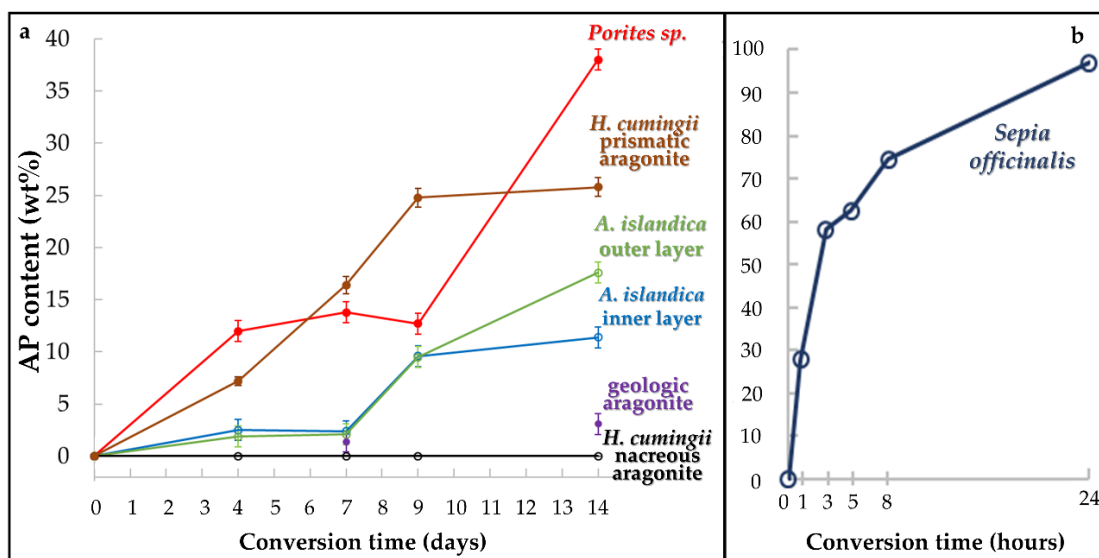 a
AP content (wt%)
40
35
30
25
20
15
10
5
0
0 1 2 3 4 5 6 7 8 9 10 11 12 13 14
Conversion time (days)
Porites sp.
H. cumingii
prismatic
aragonite
A. islandica
outer layer
A. islandica
inner layer
geologic
aragonite
H. cumingii
nacreous
aragonite
b
100
90
80
70
60
50
40
30
20
10
0
0 1 3 5 8 24
Conversion time (hours)
Sepia
officinalis